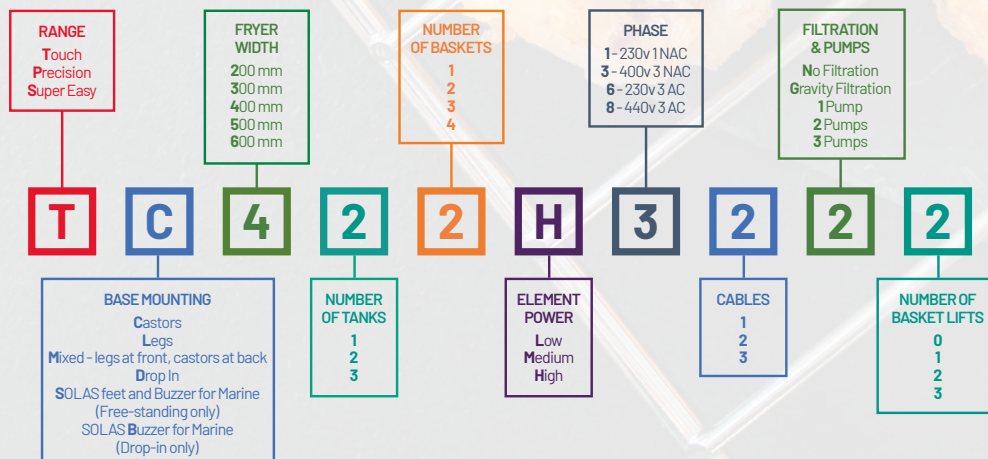 RANGE
Touch
Precision
Super Easy
FRYER
WIDTH
200 mm
300 mm
400 mm
500 mm
600 mm
NUMBER
OF BASKETS
1
2
3
4
PHASE
1 - 230v 1 NAC
3 - 400v 3 NAC
6 - 230v 3 AC
8 - 440v 3 AC
FILTRATION
& PUMPS
No Filtration
Gravity Filtration
1 Pump
2 Pumps
3 Pumps
T C 4 2 2 H 3 2 2 2
BASE MOUNTING
Castors
Legs
Mixed - legs at front, castors at back
Drop In
SOLAS feet and Buzzer for Marine
(Free-standing only)
SOLAS Buzzer for Marine
(Drop-in only)
NUMBER
OF TANKS
1
2
3
ELEMENT
POWER
Low
Medium
High
CABLES
1
2
3
NUMBER OF
BASKET LIFTS
0
1
2
3